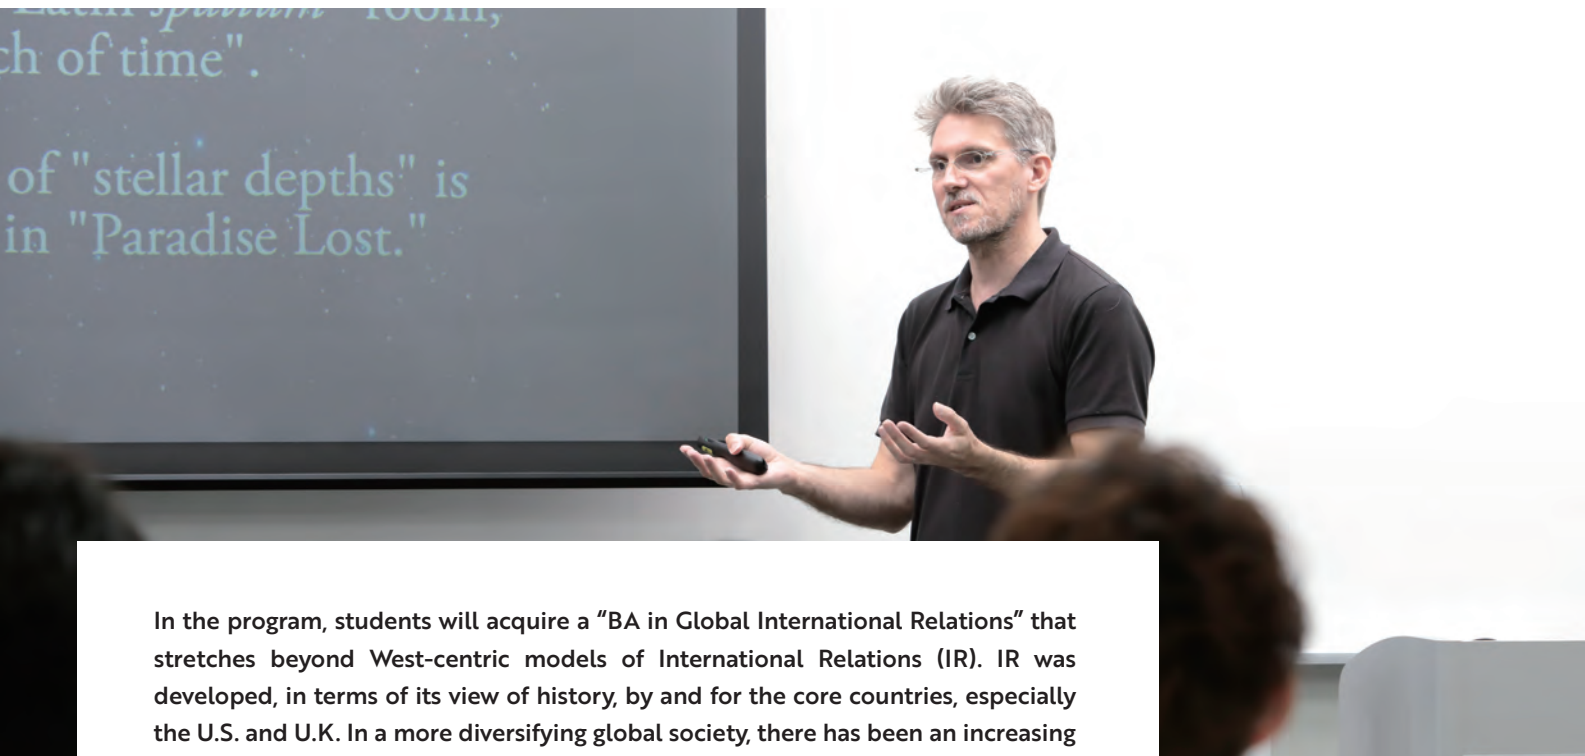 Latin spatium "room,
ch of time".
of "stellar depths" is
in "Paradise Lost."
In the program, students will acquire a “BA in Global International Relations” that
stretches beyond West-centric models of International Relations (IR). IR was
developed, in terms of its view of history, by and for the core countries, especially
the U.S. and U.K. In a more diversifying global society, there has been an increasing